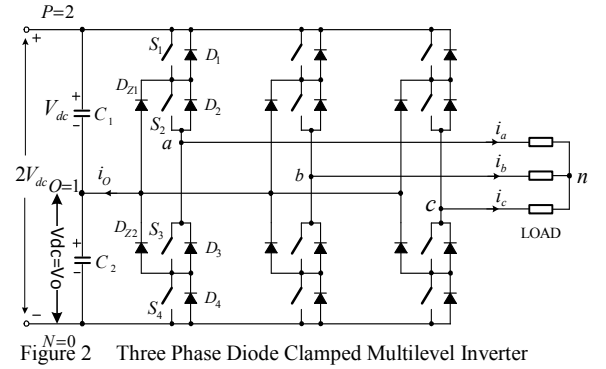 P=2
+
S1 D1
DZ1
+
Vdc C1
−
S2 D2
a ia
2Vdc O=1 iO b ib n
c ic
LOAD
Vdc=Vo
DZ2 S3 D3
+
C2
−
S4 D4
−
N=0
Figure 2 Three Phase Diode Clamped Multilevel Inverter